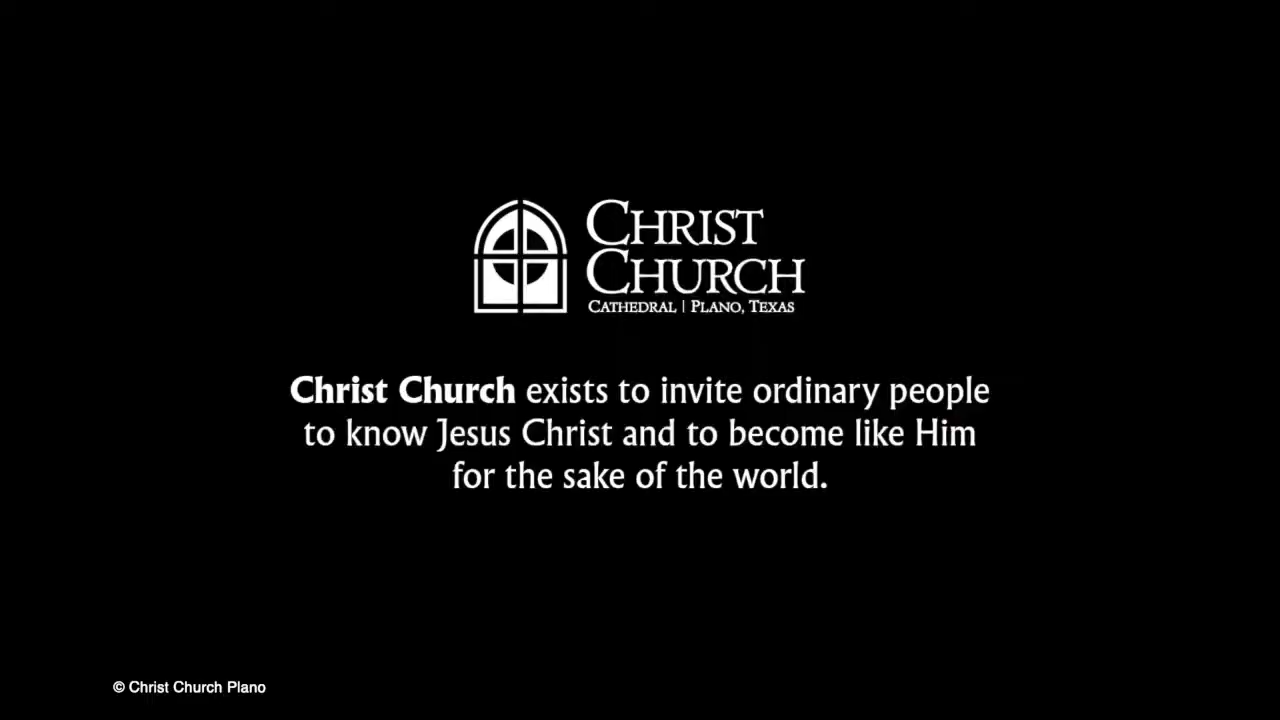 CHRIST
CHURCH
CATHEDRAL | PLANO, TEXAS
Christ Church exists to invite ordinary people
to know Jesus Christ and to become like Him
for the sake of the world.
© Christ Church Plano